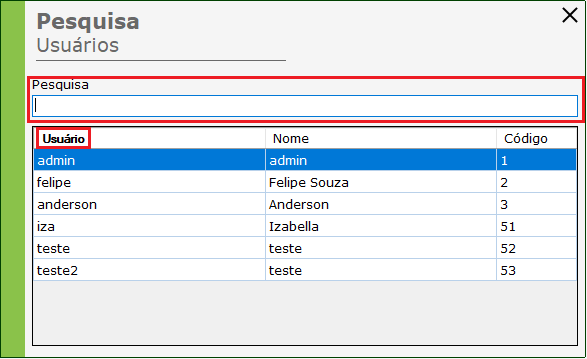 Pesquisa
Usuários
Pesquisa
Usuário Nome Código
admin admin 1
felipe Felipe Souza 2
anderson Anderson 3
iza Izabella 51
teste teste 52
teste2 teste 53